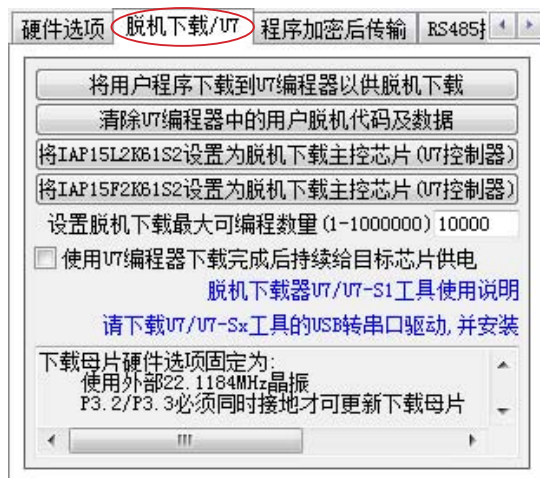 硬件选项 脱机下载/U7 程序加密后传输 RS485
将用户程序下载到U7编程器以供脱机下载
清除U7编程器中的用户脱机代码及数据
将IAP15L2K61S2设置为脱机下载主控芯片(U7控制器)
将IAP15F2K61S2设置为脱机下载主控芯片(U7控制器)
设置脱机下载最大可编程数量(1-1000000) 10000
使用U7编程器下载完成后持续给目标芯片供电
脱机下载器U7/U7-S1工具使用说明
请下载U7/U7-Sx工具的USB转串口驱动,并安装
下载母片硬件选项固定为:
使用外部22.1184MHz晶振
P3.2/P3.3必须同时接地才可更新下载母片